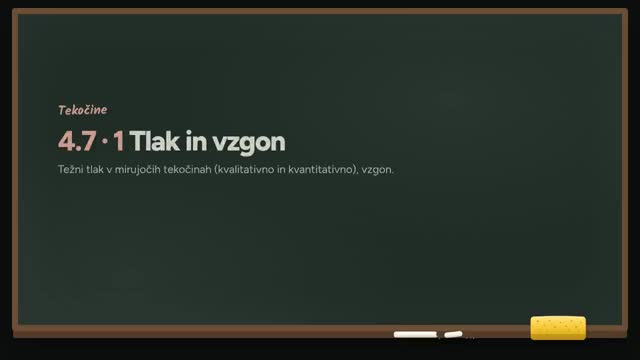 Tekočine
4.7 · 1 Tlak in vzgon
Težni tlak v mirujočih tekočinah (kvalitativno in kvantitativno), vzgon.